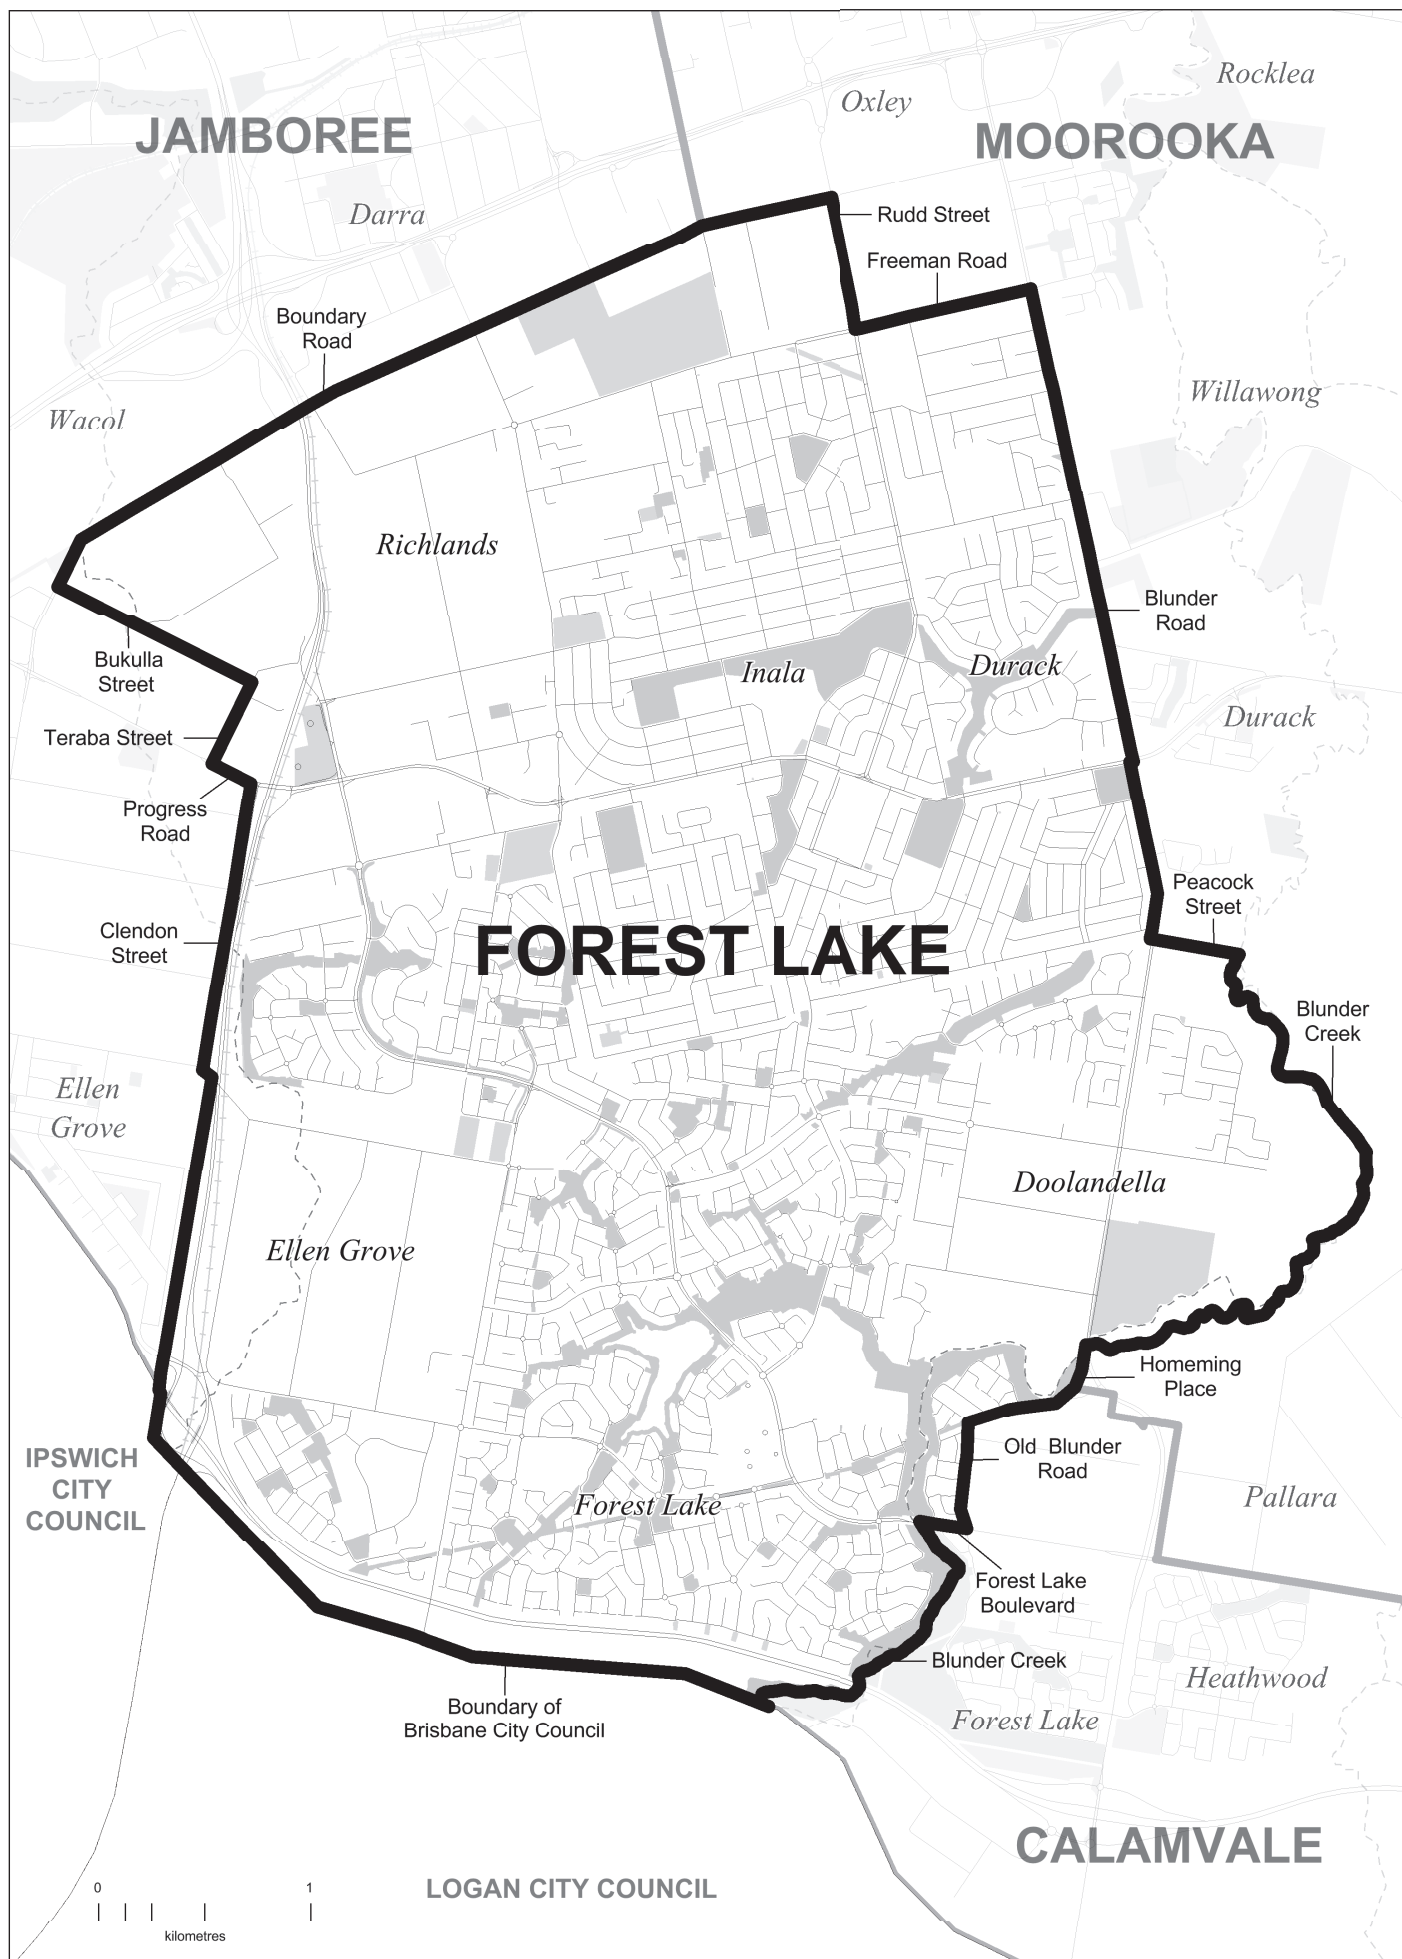 Rocklea
Oxley
JAMBOREE
MOOROOKA
Darra
Rudd Street
Freeman Road
Boundary
Road
Willawong
Wacol
Richlands
Blunder
Road
Bukulla
Street
Inala
Durack
Durack
Teraba Street
Progress
Road
Peacock
Street
Clendon
Street
FOREST LAKE
Blunder
Creek
Ellen
Grove
Doolandella
Ellen Grove
Homeming
Place
Old Blunder
Road
IPSWICH
CITY
COUNCIL
Pallara
Forest Lake
Forest Lake
Boulevard
Blunder Creek
Heathwood
Boundary of
Brisbane City Council
Forest Lake
CALAMVALE
0 1
kilometres
LOGAN CITY COUNCIL